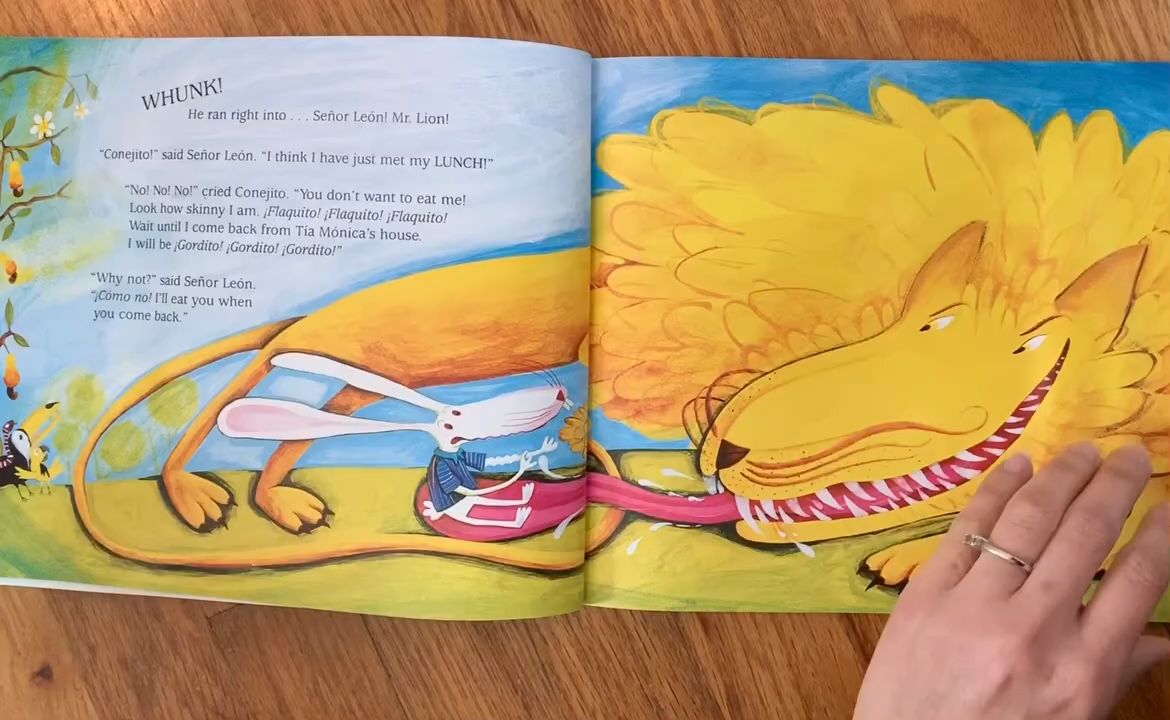 WHUNK!
He ran right into . . . Señor León! Mr. Lion!
“Conejito!” said Señor León. “I think I have just met my LUNCH!”
“No! No! No!” cried Conejito. “You don’t want to eat me!
Look how skinny I am. ¡Flaquito! ¡Flaquito! ¡Flaquito!
Wait until I come back from Tía Mónica’s house.
I will be ¡Gordito! ¡Gordito! ¡Gordito!”
“Why not?” said Señor León.
“¡Cómo no! I’ll eat you when
you come back.”